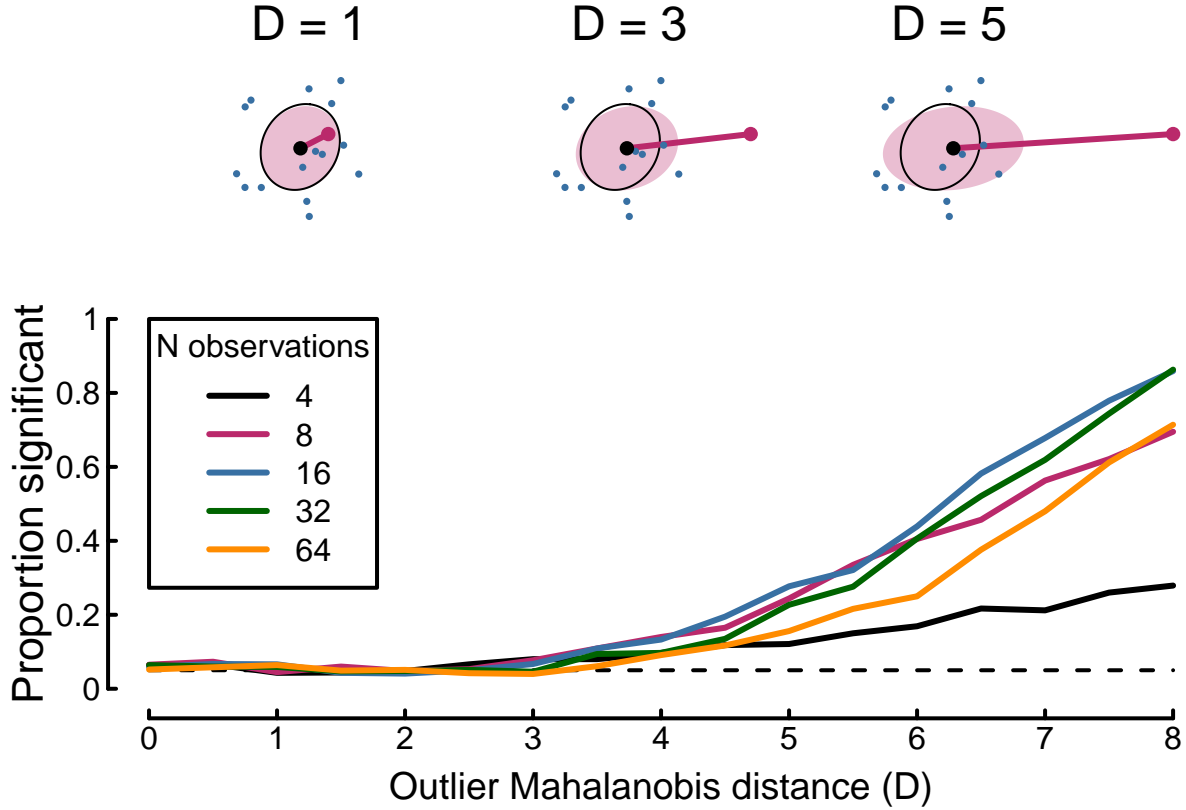 D = 1 D = 3 D = 5
Proportion significant
1
0.8
0.6
0.4
0.2
0
N observations
4
8
16
32
64
0 1 2 3 4 5 6 7 8
Outlier Mahalanobis distance (D)